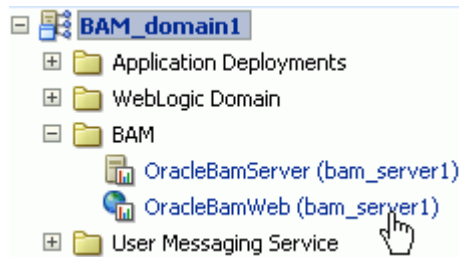 BAM_domain1
Application Deployments
WebLogic Domain
BAM
OracleBamServer (bam_server1)
OracleBamWeb (bam_server1)
User Messaging Service